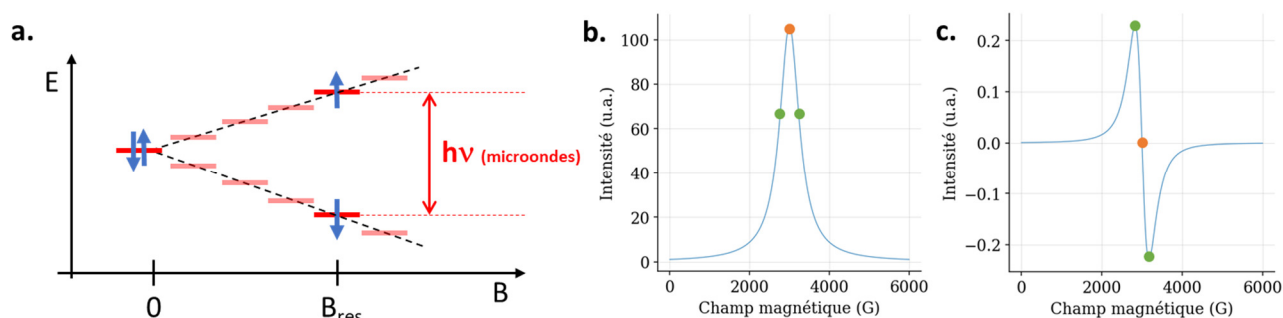 a.
E
hν (microondes)
0
B_res
B
b.
Intensité (u.a.)
100
80
60
40
20
0
0 2000 4000 6000
Champ magnétique (G)
c.
Intensité (u.a.)
0.2
0.1
0.0
−0.1
−0.2
0 2000 4000 6000
Champ magnétique (G)